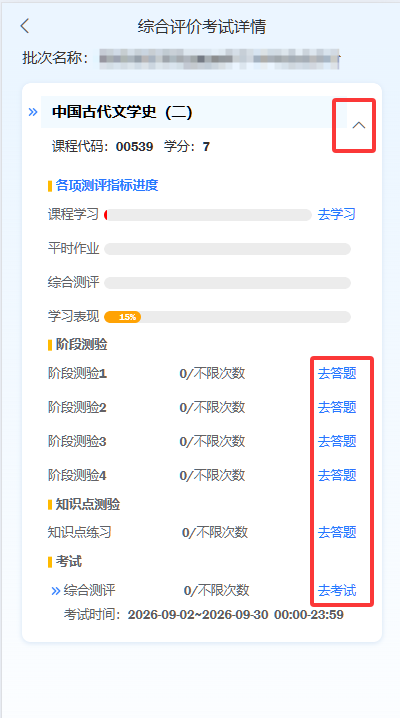 综合评价考试详情
批次名称：
中国古代文学史（二）
课程代码：00539 学分：7
各项测评指标进度
课程学习 去学习
平时作业
综合测评
学习表现 15%
阶段测验
阶段测验1 0/不限次数 去答题
阶段测验2 0/不限次数 去答题
阶段测验3 0/不限次数 去答题
阶段测验4 0/不限次数 去答题
知识点测验
知识点练习 0/不限次数 去答题
考试
综合测评 0/不限次数 去考试
考试时间：2026-09-02~2026-09-30 00:00-23:59